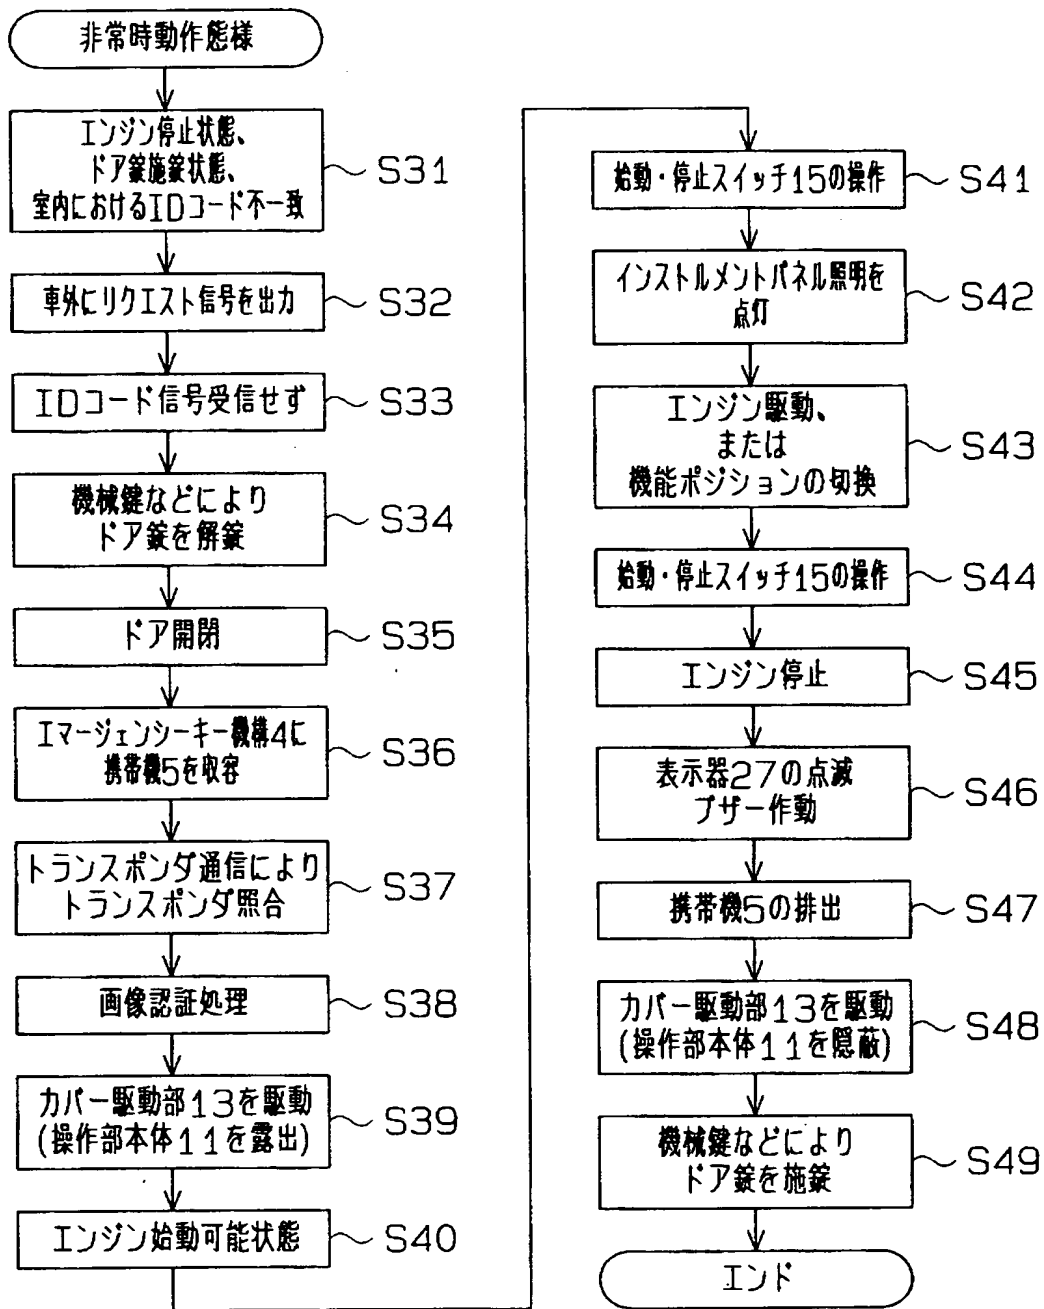 非常時動作態様
エンジン停止状態、
ドア錠施錠状態、
室内におけるIDコード不一致
S31
車外にリクエスト信号を出力
S32
IDコード信号受信せず
S33
機械鍵などにより
ドア錠を解錠
S34
ドア開閉
S35
エマージェンシーキー機構4に
携帯機5を収容
S36
トランスポンダ通信により
トランスポンダ照合
S37
画像認証処理
S38
カバー駆動部13を駆動
(操作部本体11を露出)
S39
エンジン始動可能状態
S40
始動・停止スイッチ15の操作
S41
インストルメントパネル照明を
点灯
S42
エンジン駆動、
または
機能ポジションの切換
S43
始動・停止スイッチ15の操作
S44
エンジン停止
S45
表示器27の点滅
ブザー作動
S46
携帯機5の排出
S47
カバー駆動部13を駆動
(操作部本体11を隠蔽)
S48
機械鍵などにより
ドア錠を施錠
S49
エンド